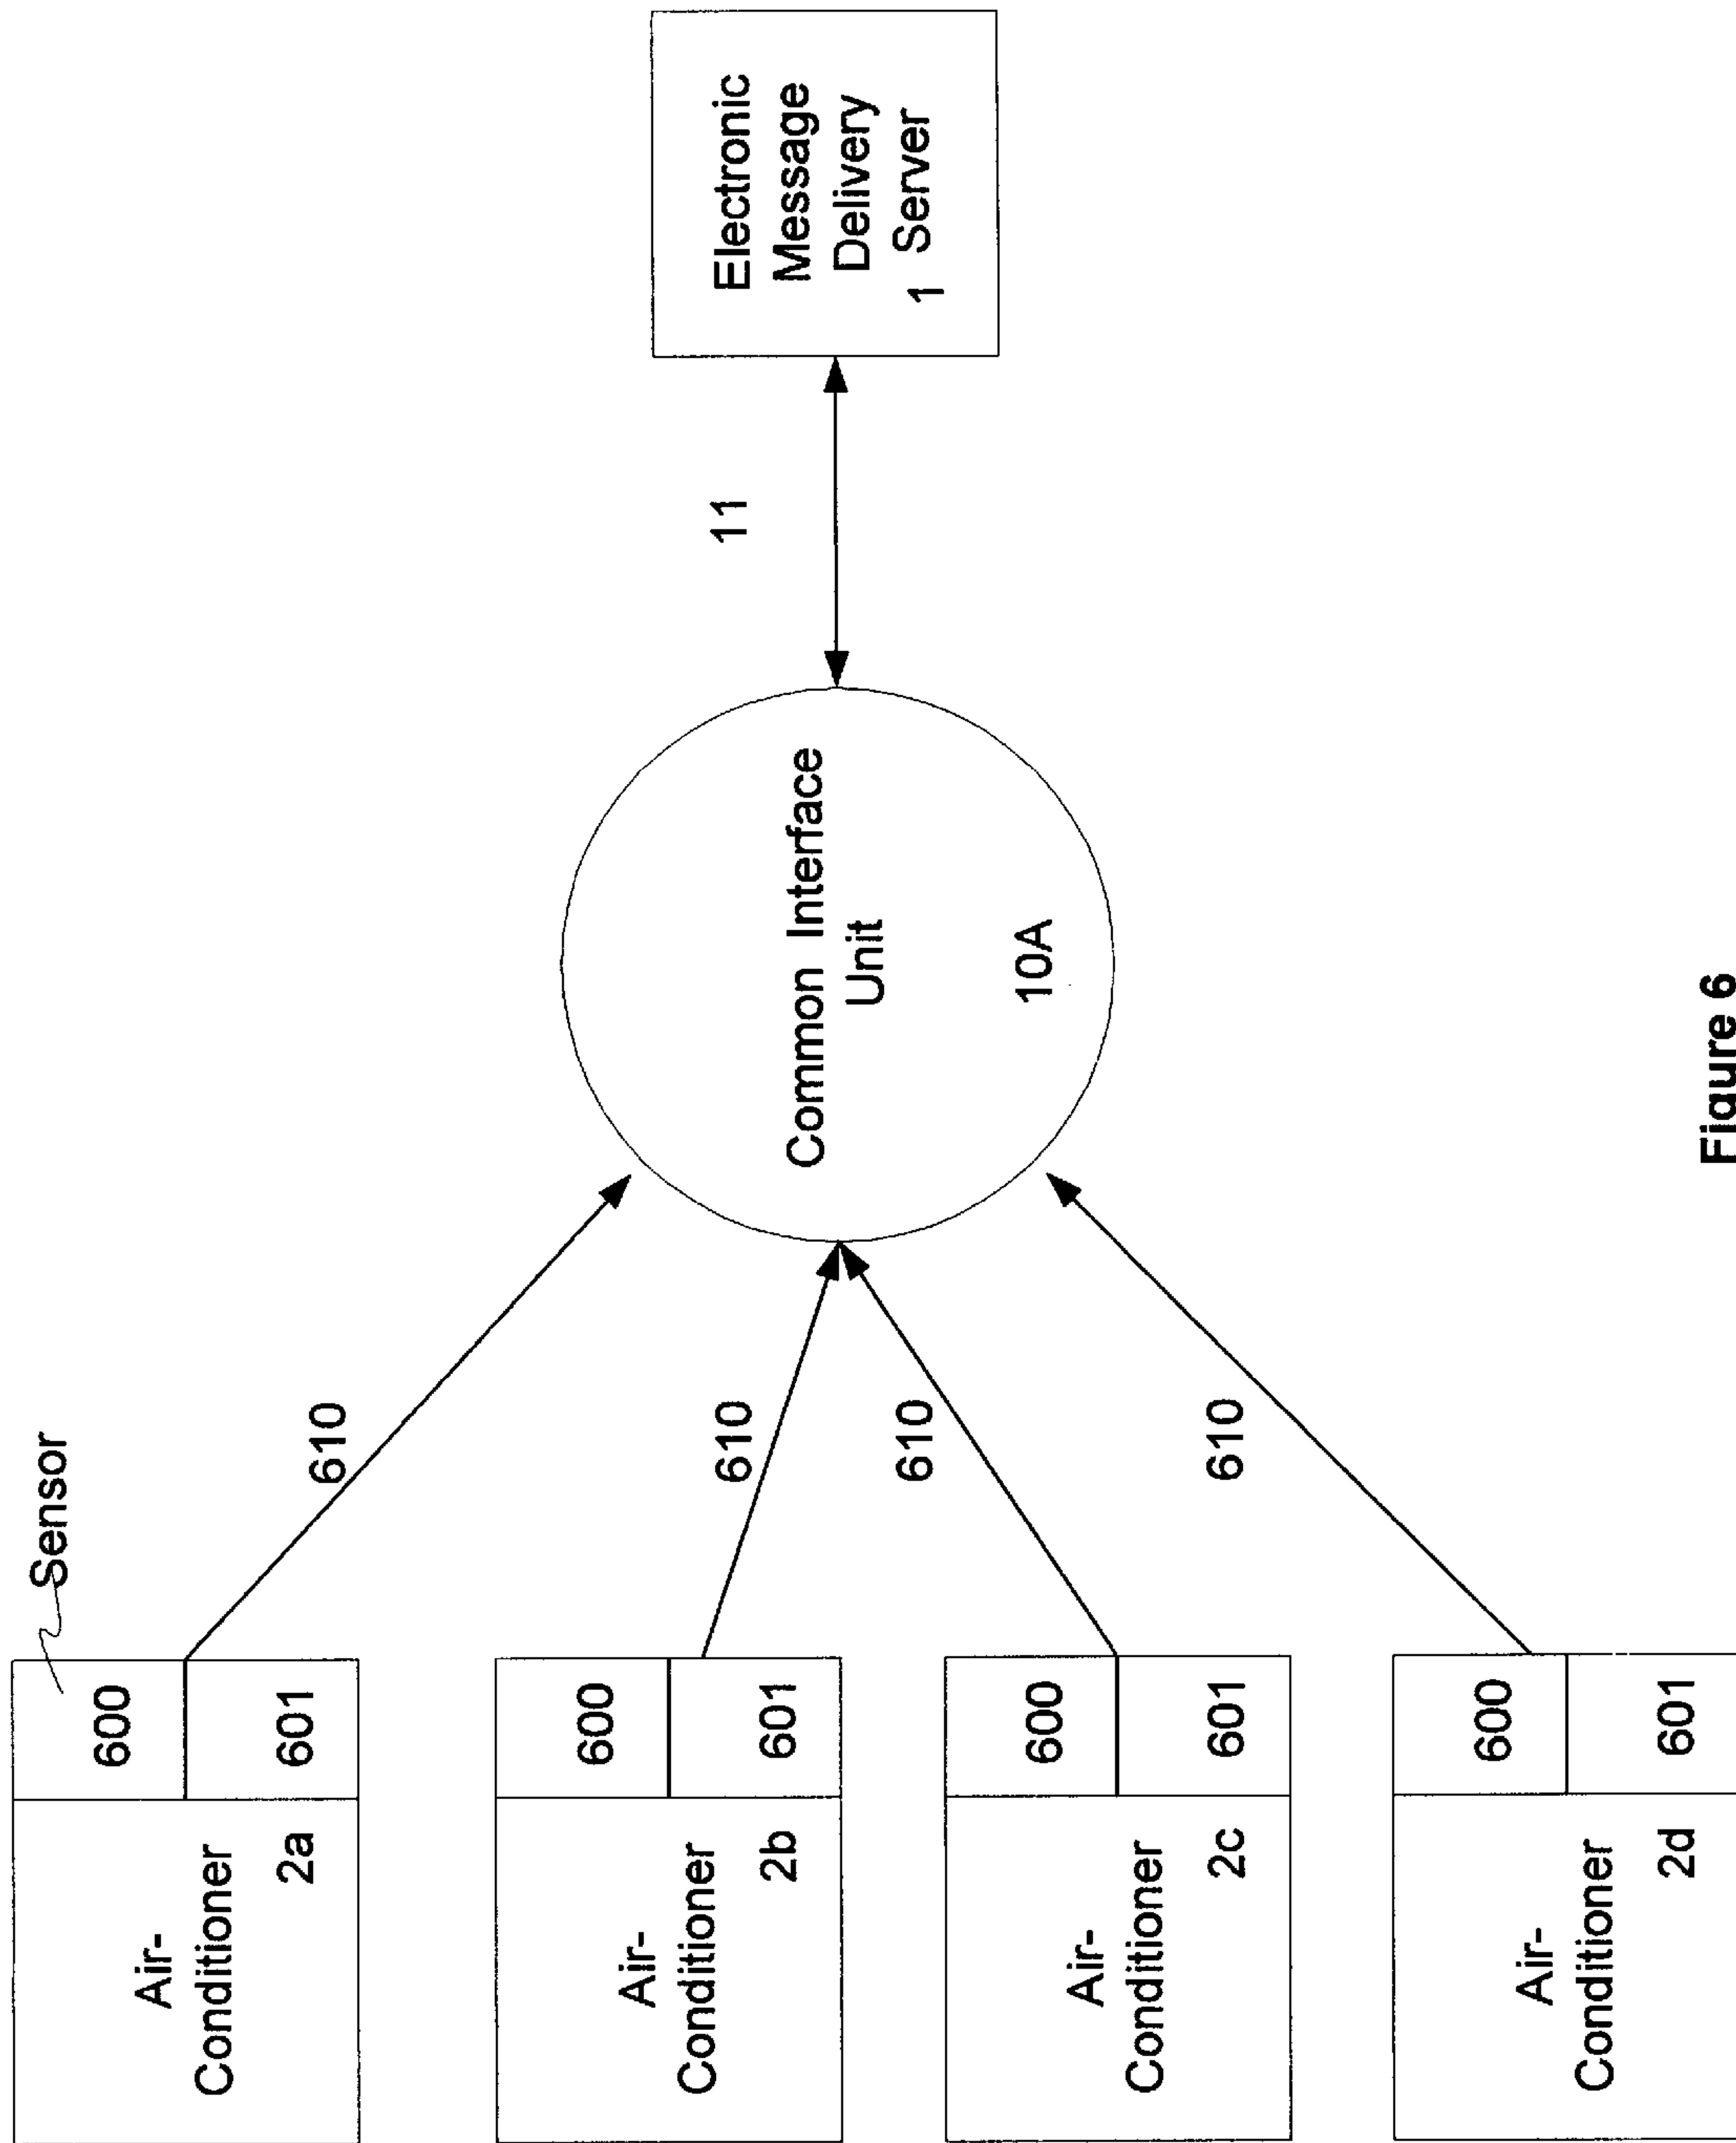 Sensor
600
601
Air-
Conditioner
2a
610
600
601
Air-
Conditioner
2b
610
600
601
Air-
Conditioner
2c
610
600
601
Air-
Conditioner
2d
610
Common Interface
Unit
10A
11
Electronic
Message
Delivery
1 Server
Figure 6